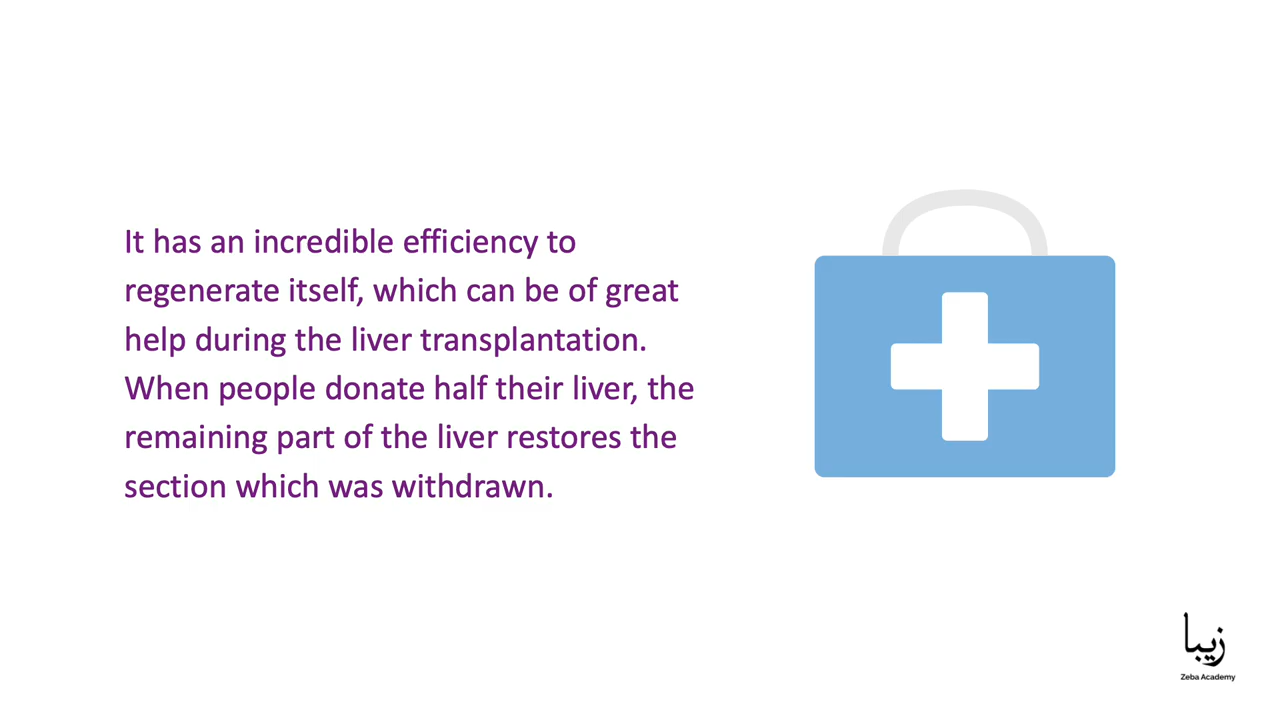 It has an incredible efficiency to
regenerate itself, which can be of great
help during the liver transplantation.
When people donate half their liver, the
remaining part of the liver restores the
section which was withdrawn.
زیبا
Zeba Academy